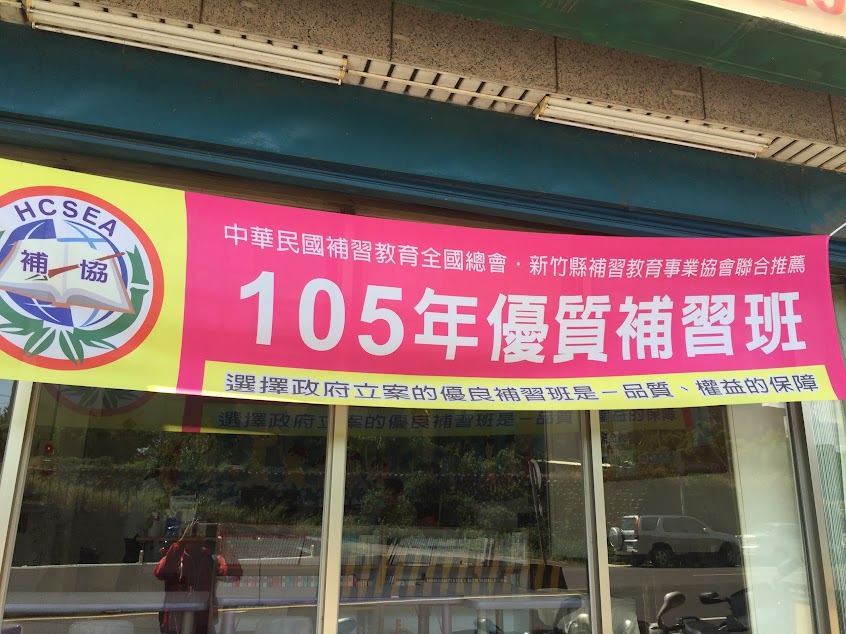 HCSEA
補 協
中華民國補習教育全國總會．新竹縣補習教育事業協會聯合推薦
105年優質補習班
選擇政府立案的優良補習班是－品質、權益的保障